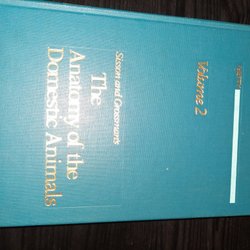 Volume 2
Sisson and Grossman's
The
Anatomy of the
Domestic Animals